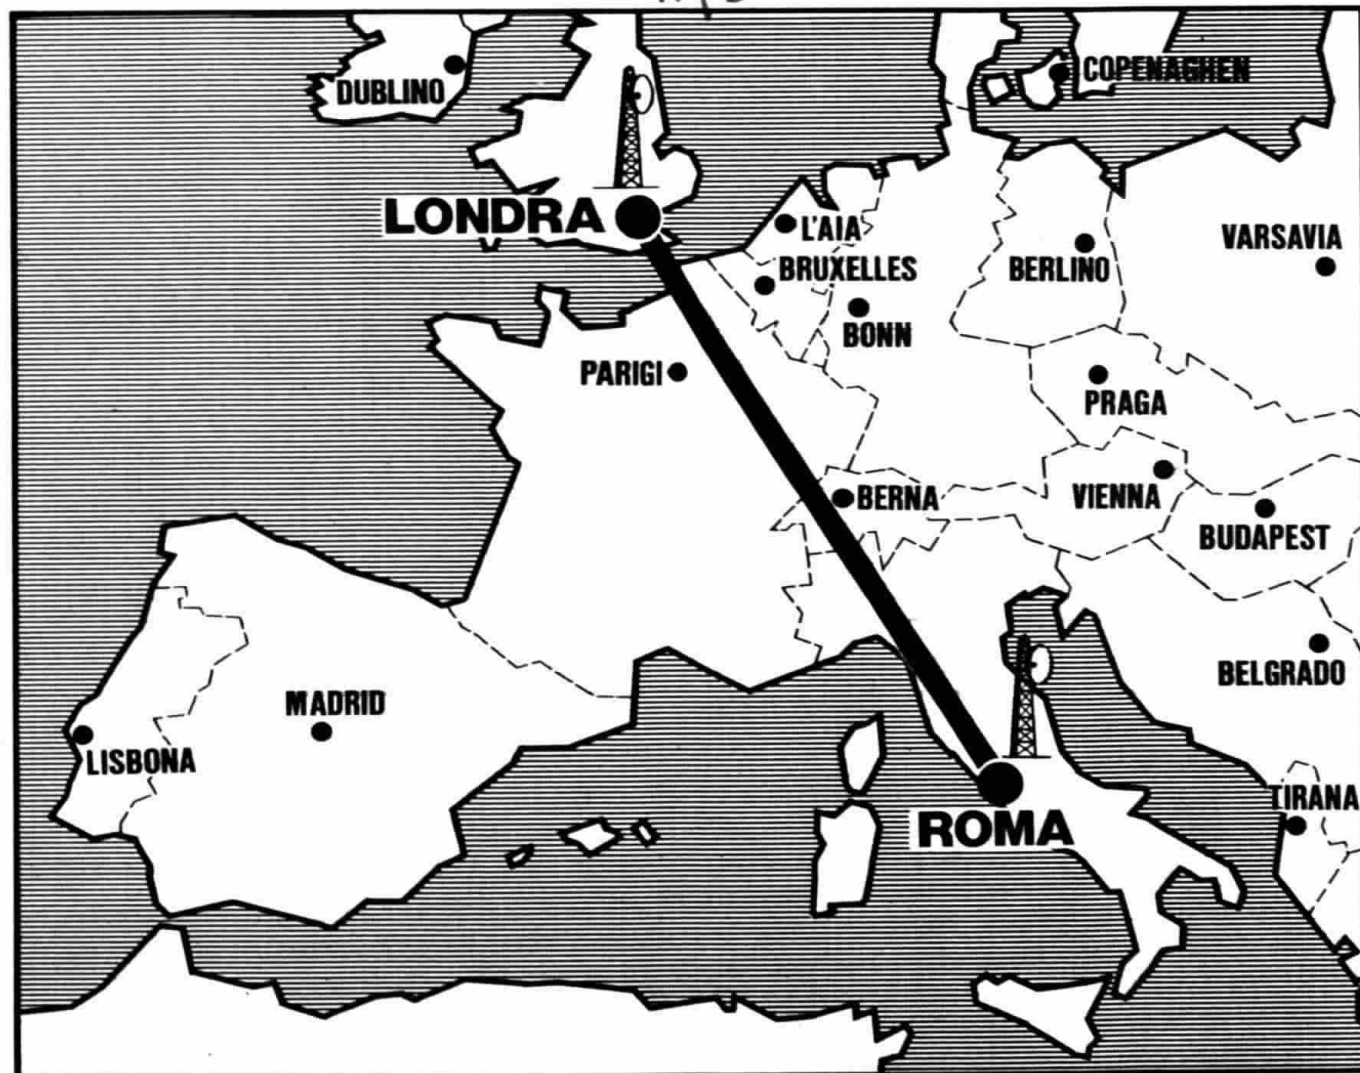 DUBLINO
COPENAGHEN
LONDRA
L'AIA
VARSAVIA
BRUXELLES
BERLINO
BONN
PARIGI
PRAGA
BERNA
VIENNA
BUDAPEST
BELGRADO
MADRID
LISBONA
TIRANA
ROMA